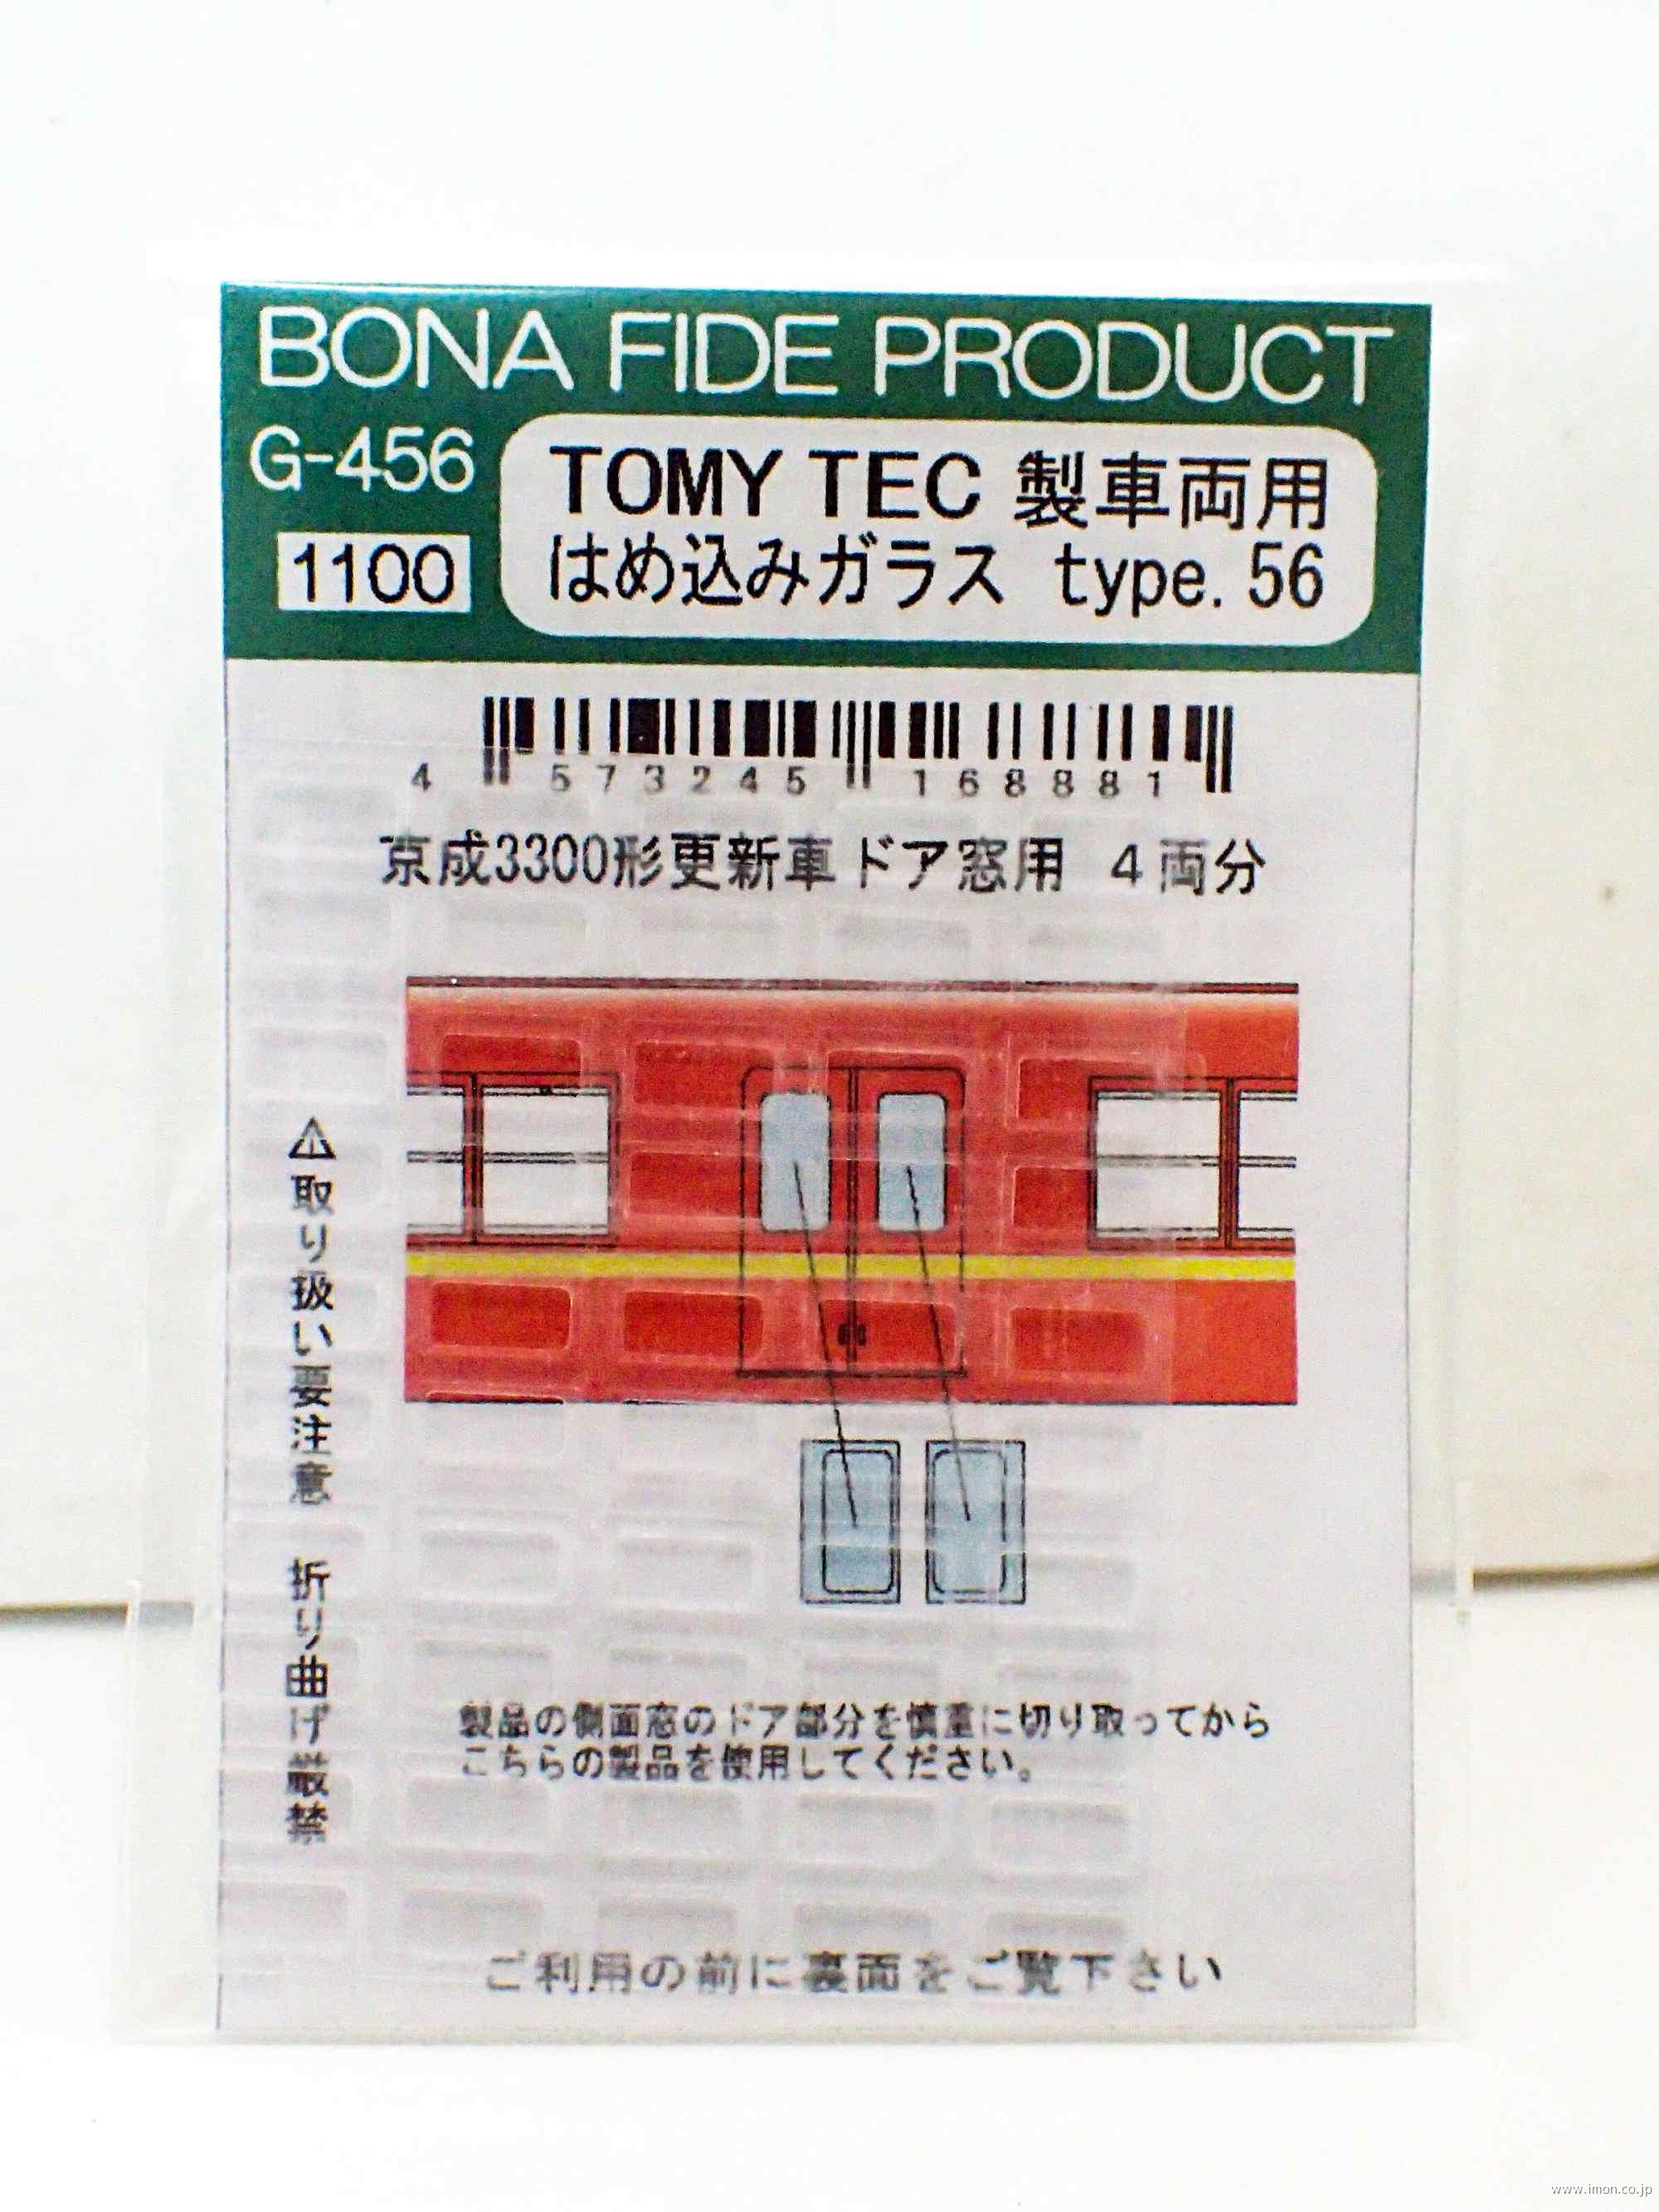 BONA FIDE PRODUCT
G-456
1100
TOMY TEC 製車両用
はめ込みガラス type.56
4 573245 168881
京成3300形更新車ドア窓用 4両分
⚠取り扱い要注意 折り曲げ厳禁
製品の側面窓のドア部分を慎重に切り取ってから
こちらの製品を使用してください。
ご利用の前に裏面をご覧下さい
www.imon.co.jp